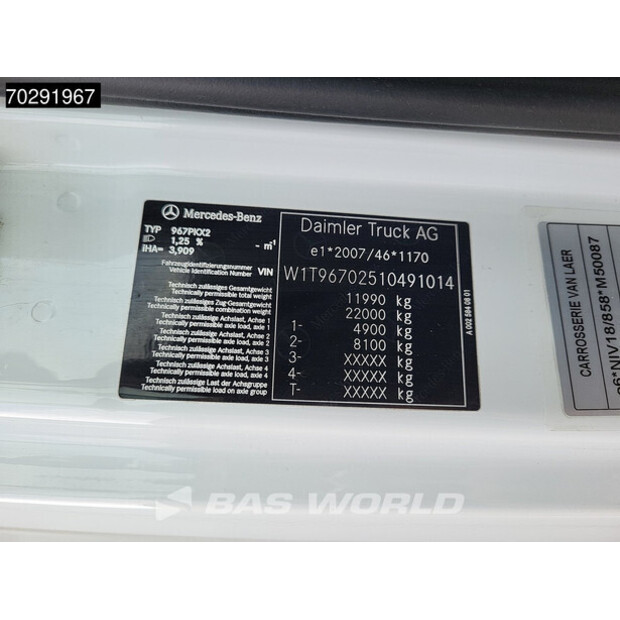 70291967
Mercedes-Benz
TYP 967PIXX2
1,25 % - m⁻¹
iHA= 3,909
Fahrzeugidentifizierungsnummer
Vehicle Identification Number VIN
Daimler Truck AG
e1*2007/46*1170
W1T96702510491014
Technisch zulässiges Gesamtgewicht
Technically permissible total weight 11990 kg
Technisch zulässiges Zug-Gesamtgewicht
Technically permissible combination weight 22000 kg
Technisch zulässige Achslast, Achse 1
Technically permissible axle load, axle 1 1- 4900 kg
Technisch zulässige Achslast, Achse 2
Technically permissible axle load, axle 2 2- 8100 kg
Technisch zulässige Achslast, Achse 3
Technically permissible axle load, axle 3 3- XXXXX kg
Technisch zulässige Achslast, Achse 4
Technically permissible axle load, axle 4 4- XXXXX kg
Technisch zulässige Last der Achsgruppe
Technically permissible load on axle group T- XXXXX kg
A 002 584 08 01
CARROSSERIE VAN LAER
*NIV18/858*M50087
BAS WORLD